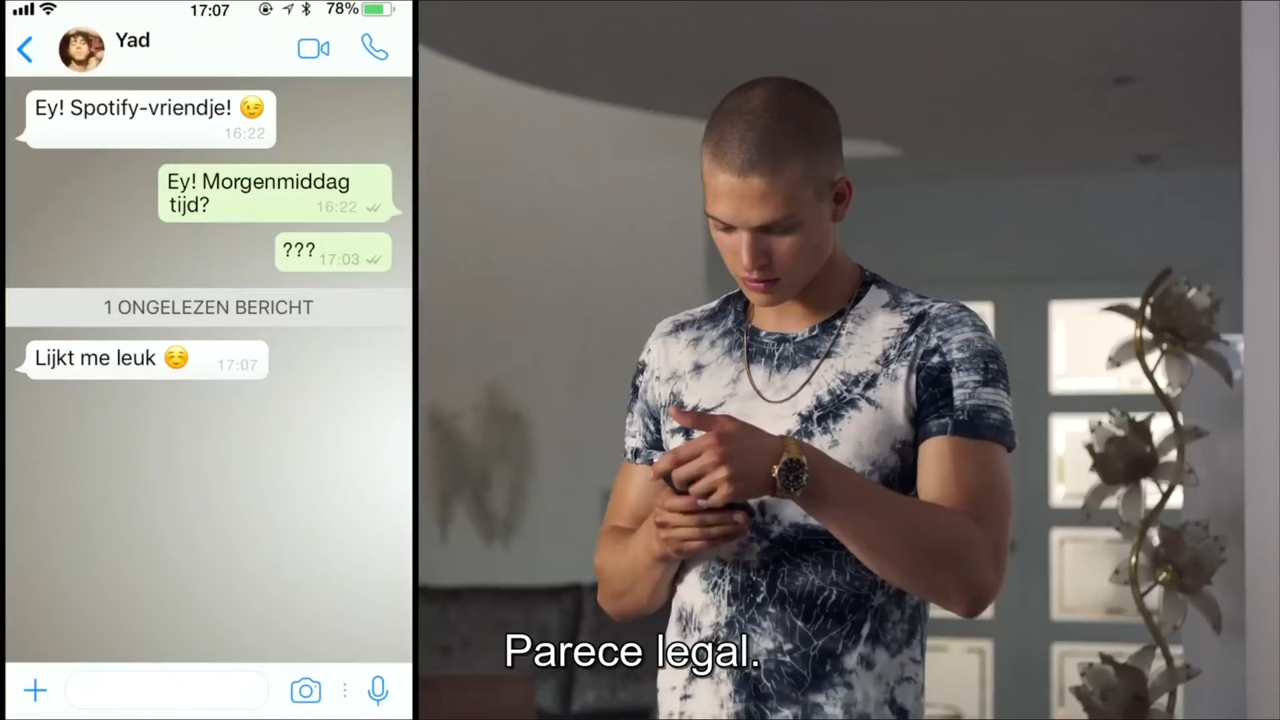 17:07
78%
Yad
Ey! Spotify-vriendje! 😉
16:22
Ey! Morgenmiddag
tijd?
16:22
???
17:03
1 ONGELEZEN BERICHT
Lijkt me leuk ☺️
17:07
Parece legal.